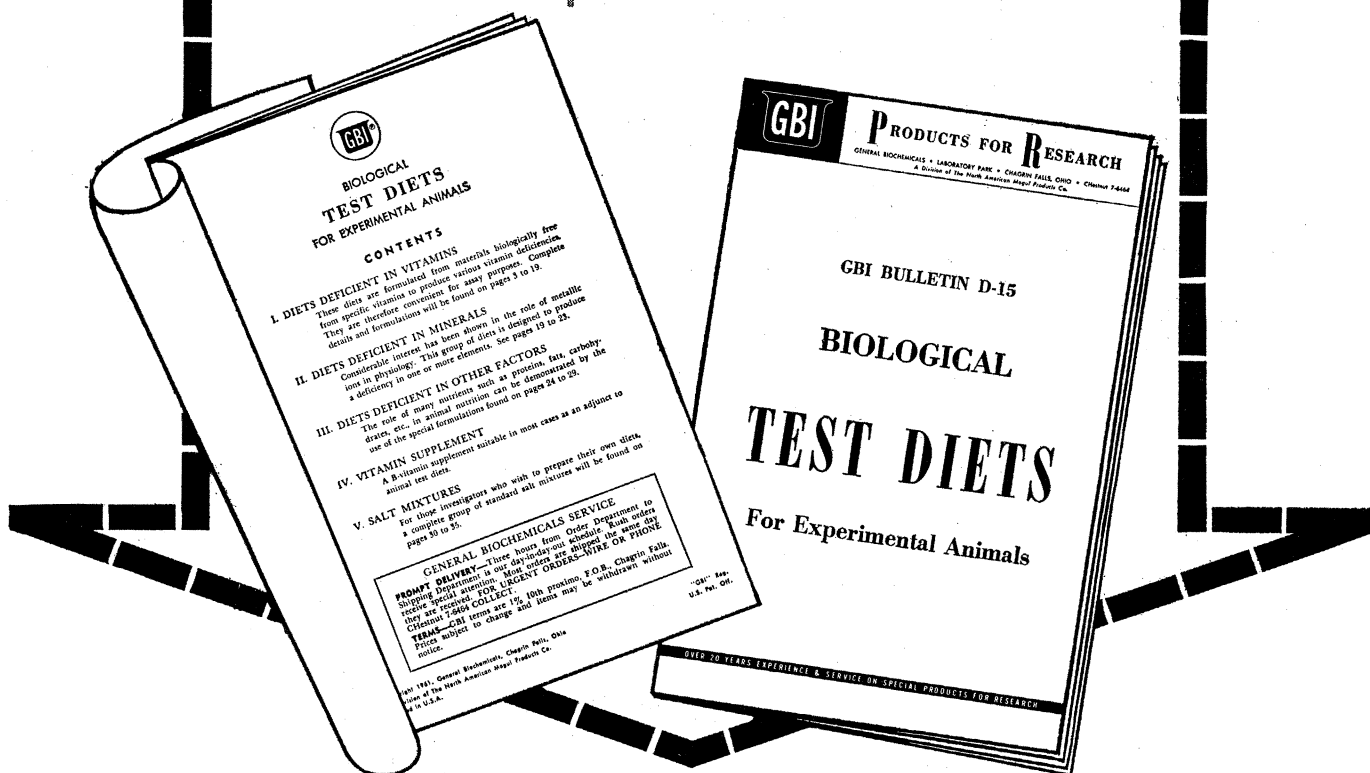 GBI®
BIOLOGICAL
TEST DIETS
FOR EXPERIMENTAL ANIMALS
CONTENTS
I. DIETS DEFICIENT IN VITAMINS
These diets are formulated from materials biologically free
from specific vitamins to produce various vitamin deficiencies.
They are therefore convenient for assay purposes. Complete
details and formulations will be found on pages 3 to 19.
II. DIETS DEFICIENT IN MINERALS
Considerable interest has been shown in the role of metallic
ions in physiology. This group of diets is designed to produce
a deficiency in one or more elements. See pages 19 to 23.
III. DIETS DEFICIENT IN OTHER FACTORS
The role of many nutrients such as proteins, fats, carbohy-
drates, etc., in animal nutrition can be demonstrated by the
use of the special formulations found on pages 24 to 29.
IV. VITAMIN SUPPLEMENT
A B-vitamin supplement suitable in most cases as an adjunct to
animal test diets.
V. SALT MIXTURES
For those investigators who wish to prepare their own diets,
a complete group of standard salt mixtures will be found on
pages 30 to 35.
GENERAL BIOCHEMICALS SERVICE
PROMPT DELIVERY—Three hours from Order Department to
Shipping Department is our day-in-day-out schedule. Rush orders
receive special attention. Most orders are shipped the same day
they are received. FOR URGENT ORDERS—WIRE OR PHONE
CHestnut 7-6464 COLLECT.
TERMS—GBI terms are 1% 10th proximo, F.O.B., Chagrin Falls.
Prices subject to change and items may be withdrawn without
notice.
"GBI" Reg.
U.S. Pat. Off.
ight 1961, General Biochemicals, Chagrin Falls, Ohio
vision of The North American Mogul Products Co.
d in U.S.A.
GBI
PRODUCTS FOR RESEARCH
GENERAL BIOCHEMICALS • LABORATORY PARK • CHAGRIN FALLS, OHIO • CHestnut 7-6464
A Division of The North American Mogul Products Co.
GBI BULLETIN D-15
BIOLOGICAL
TEST DIETS
For Experimental Animals
OVER 20 YEARS EXPERIENCE & SERVICE ON SPECIAL PRODUCTS FOR RESEARCH